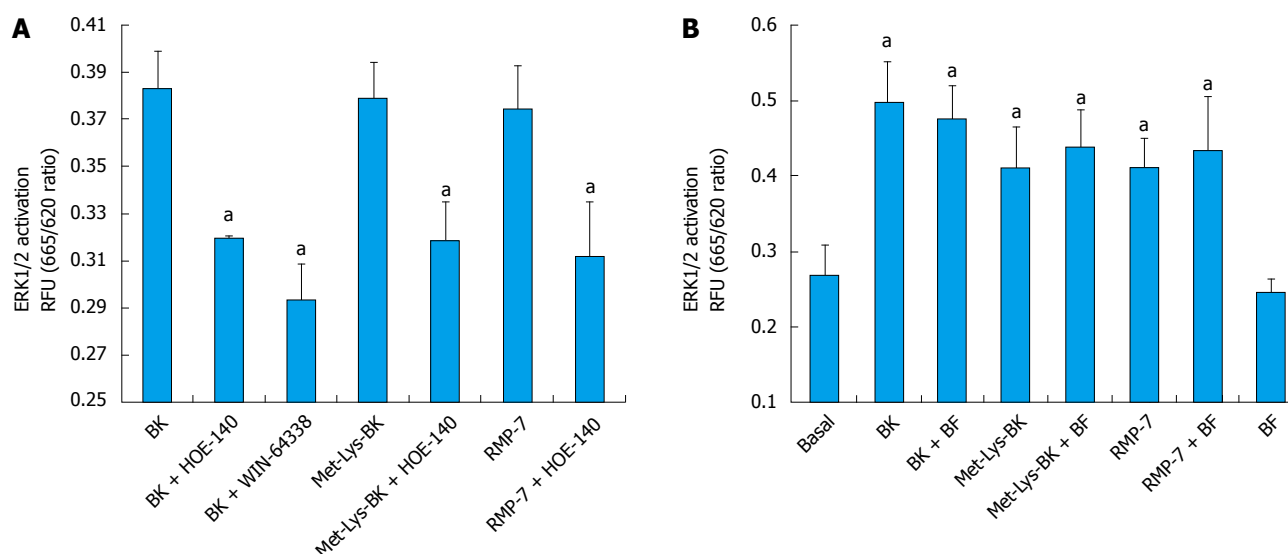 A
ERK1/2 activation
RFU (665/620 ratio)
0.41
0.39
0.37
0.35
0.33
0.31
0.29
0.27
0.25
a
a
a
a
BK
BK + HOE-140
BK + WIN-64338
Met-Lys-BK
Met-Lys-BK + HOE-140
RMP-7
RMP-7 + HOE-140
B
ERK1/2 activation
RFU (665/620 ratio)
0.6
0.5
0.4
0.3
0.2
0.1
a
a
a
a
a
a
Basal
BK
BK + BF
Met-Lys-BK
Met-Lys-BK + BF
RMP-7
RMP-7 + BF
BF